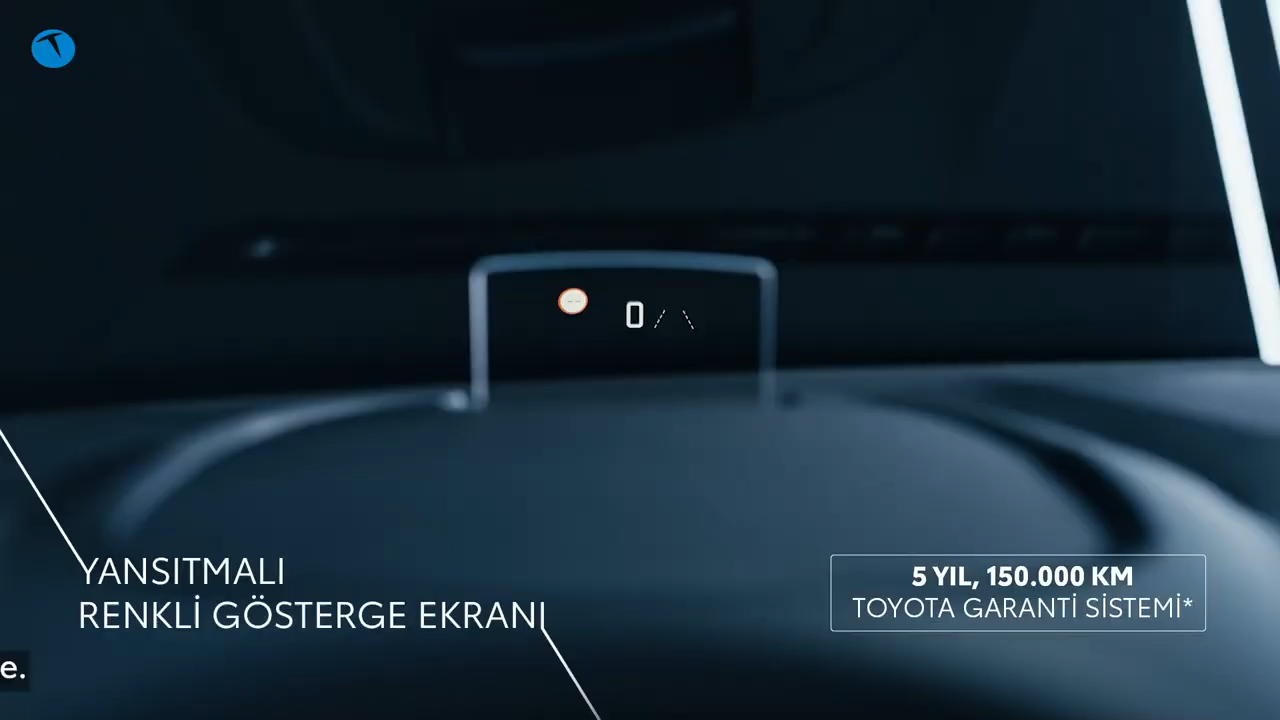 0
YANSITMALI
RENKLİ GÖSTERGE EKRANI
5 YIL, 150.000 KM
TOYOTA GARANTİ SİSTEMİ*
e.